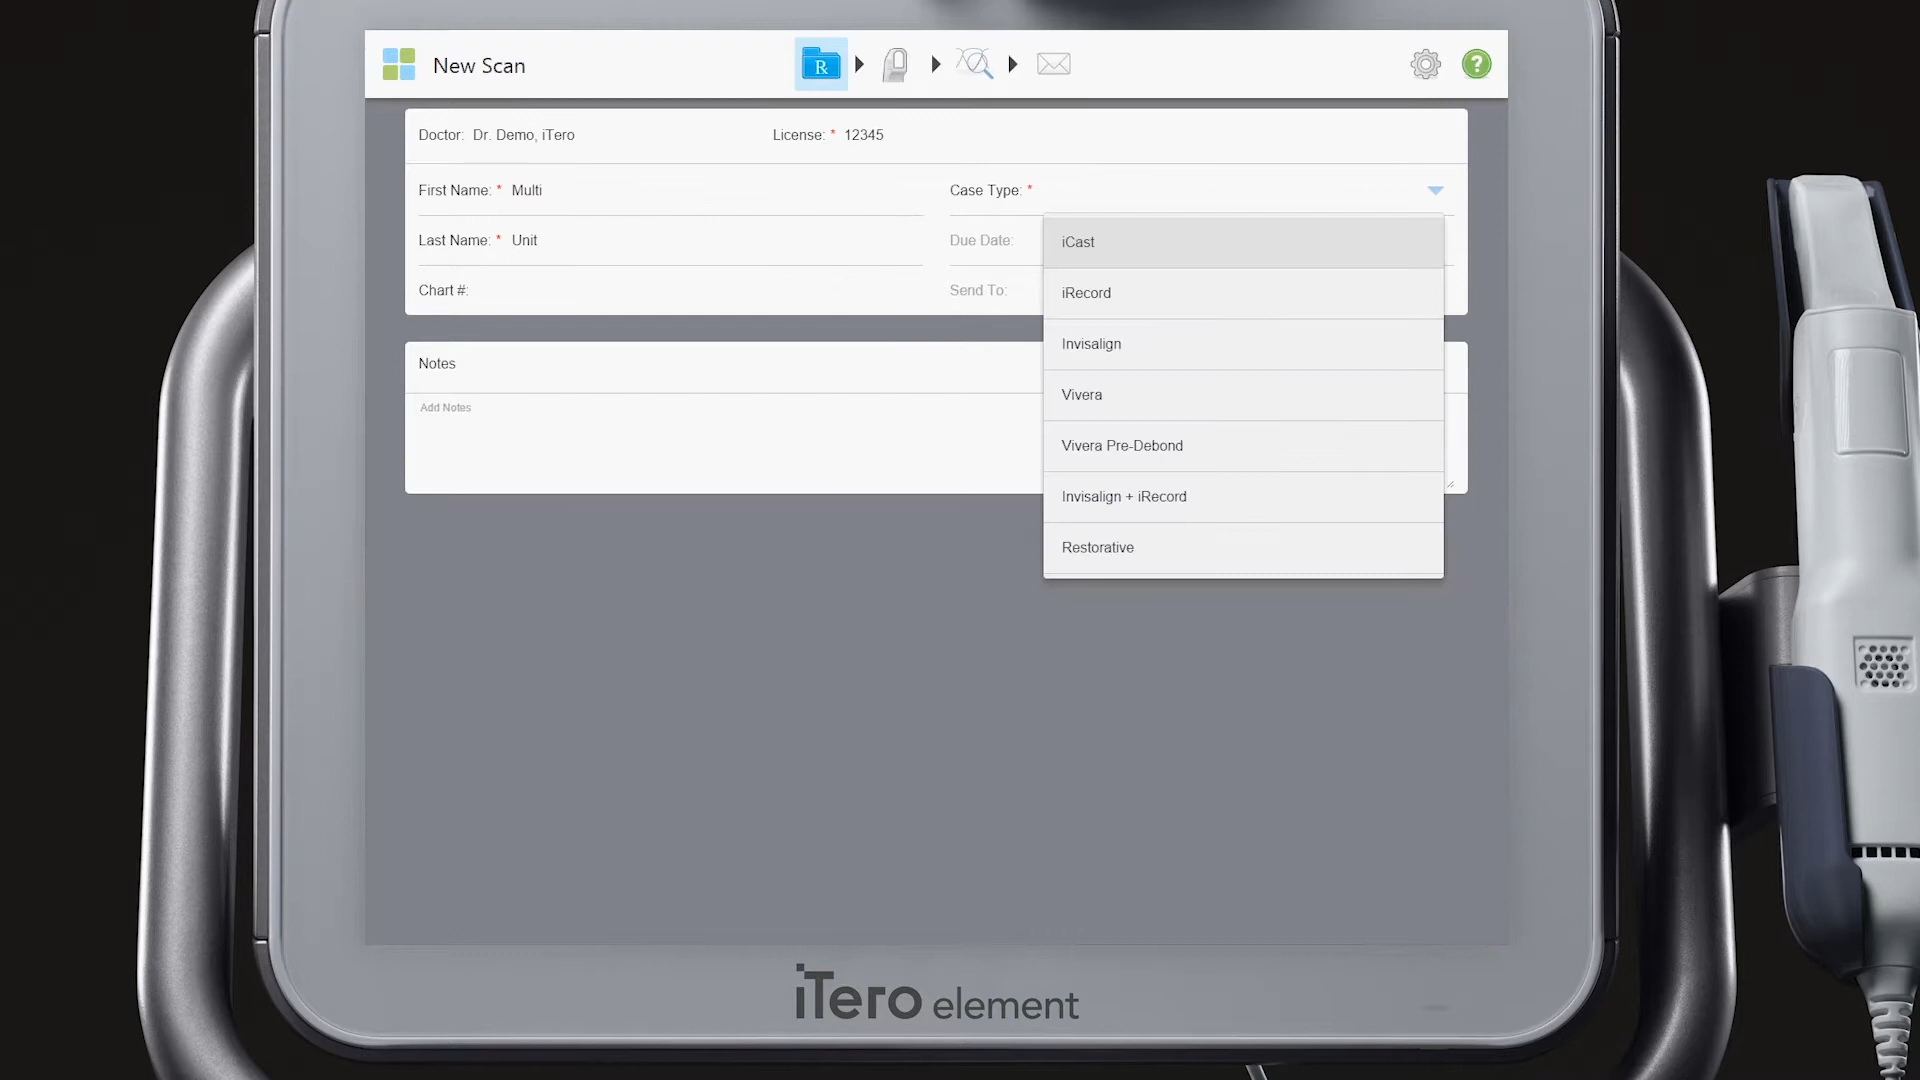 New Scan
R
?
Doctor: Dr. Demo, iTero
License: * 12345
First Name: * Multi
Case Type: *
Last Name: * Unit
Due Date:
Chart #:
Send To:
iCast
iRecord
Invisalign
Vivera
Vivera Pre-Debond
Invisalign + iRecord
Restorative
Notes
Add Notes
iTero element